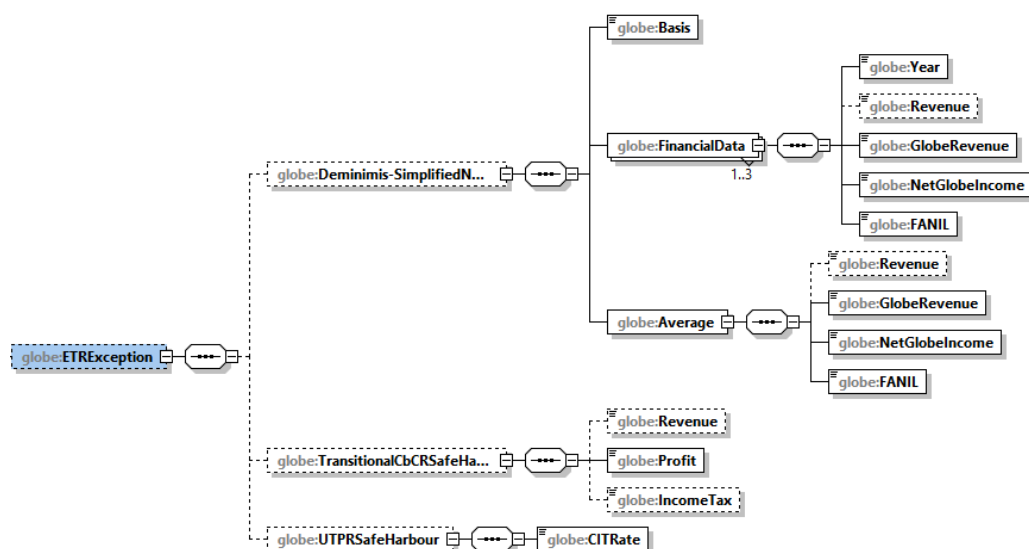 globe:Basis
globe:Year
globe:Revenue
globe:FinancialData
globe:GlobeRevenue
1..3
globe:Deminimis-SimplifiedN...
globe:NetGlobeIncome
globe:FANIL
globe:Revenue
globe:GlobeRevenue
globe:Average
globe:NetGlobeIncome
globe:ETRException
globe:FANIL
globe:Revenue
globe:TransitionalCbCRSafeHa...
globe:Profit
globe:IncomeTax
globe:UTPRSafeHarbour
globe:CITRate